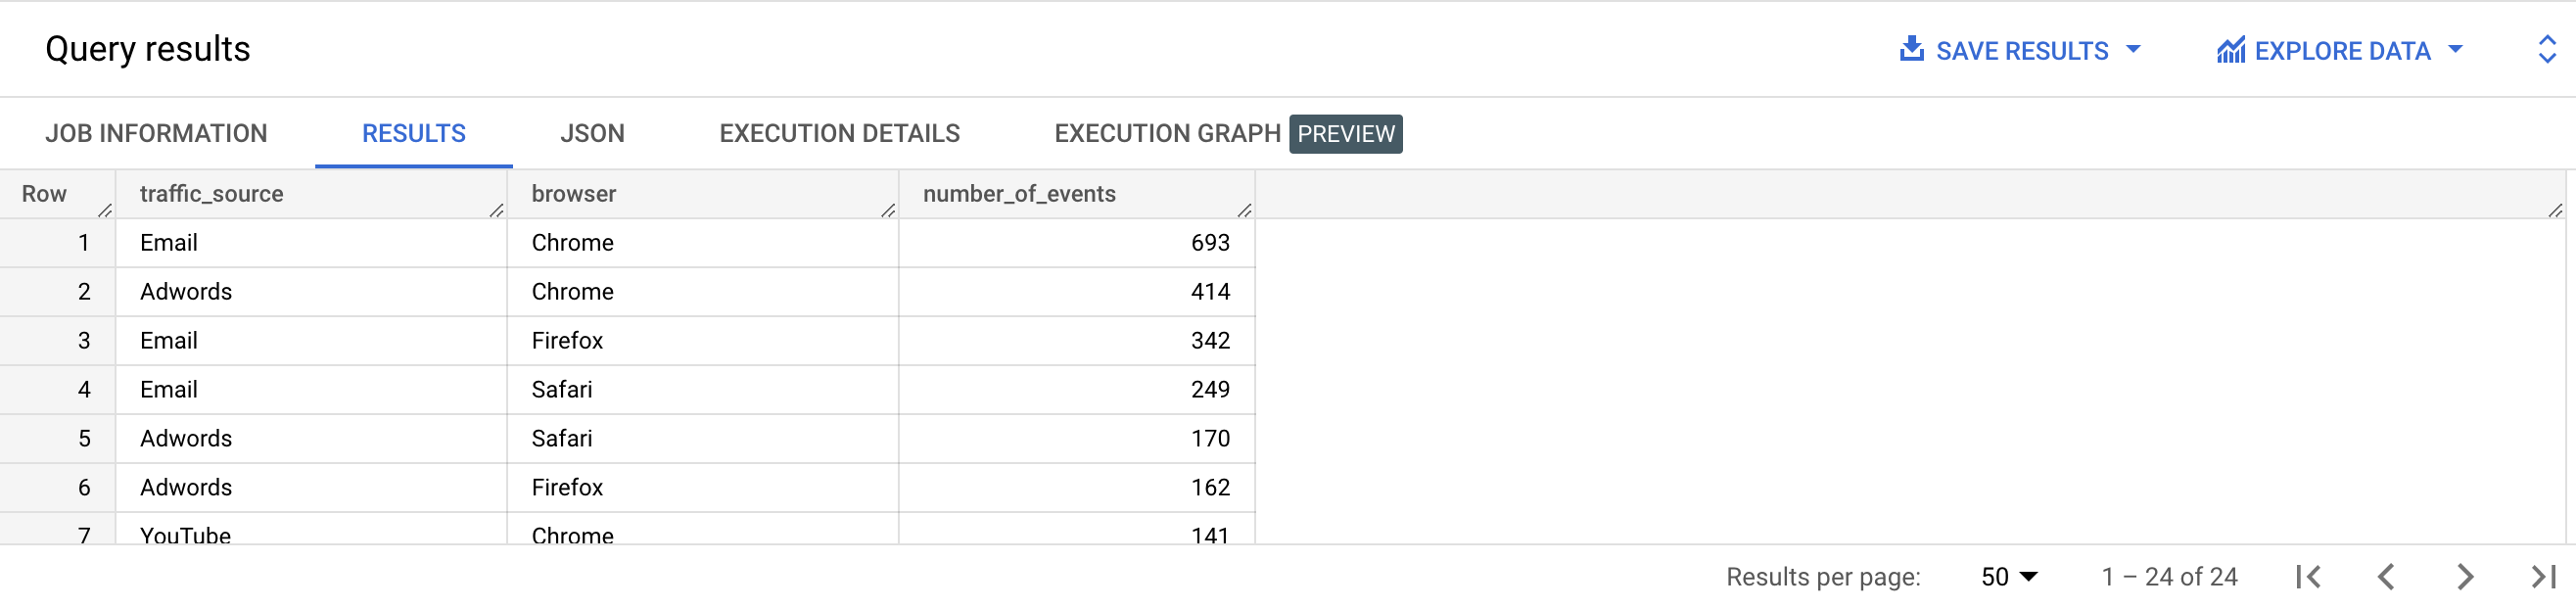 Query results SAVE RESULTS EXPLORE DATA
JOB INFORMATION RESULTS JSON EXECUTION DETAILS EXECUTION GRAPH PREVIEW
Row traffic_source browser number_of_events
1 Email Chrome 693
2 Adwords Chrome 414
3 Email Firefox 342
4 Email Safari 249
5 Adwords Safari 170
6 Adwords Firefox 162
7 YouTube Chrome 141
Results per page: 50 1 – 24 of 24